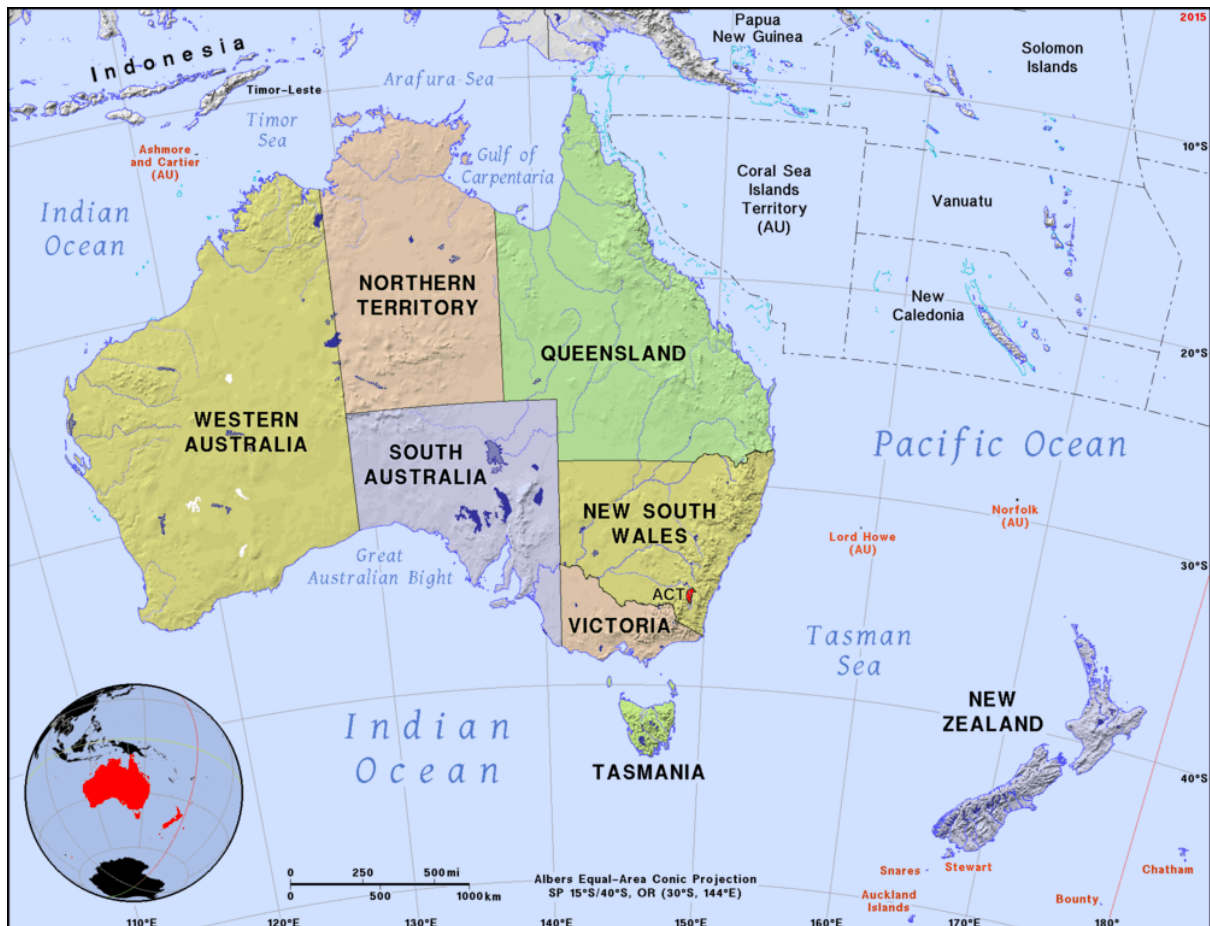 2015
Papua
New Guinea
Solomon
Islands
Indonesia
Arafura Sea
Timor-Leste
Timor
Sea
Ashmore
and Cartier
(AU)
Gulf of
Carpentaria
10°S
Coral Sea
Islands
Territory
(AU)
Vanuatu
Indian
Ocean
NORTHERN
TERRITORY
New
Caledonia
QUEENSLAND
20°S
WESTERN
AUSTRALIA
SOUTH
AUSTRALIA
Pacific Ocean
NEW SOUTH
WALES
Norfolk
(AU)
Lord Howe
(AU)
Great
Australian Bight
30°S
ACT
VICTORIA
Tasman
Sea
NEW
ZEALAND
Indian
Ocean
TASMANIA
40°S
0 250 500 mi
0 500 1000 km
Albers Equal-Area Conic Projection
SP 15°S/40°S, OR (30°S, 144°E)
Snares
Stewart
Chatham
Auckland
Islands
Bounty
110°E 120°E 130°E 140°E 150°E 160°E 170°E 180°